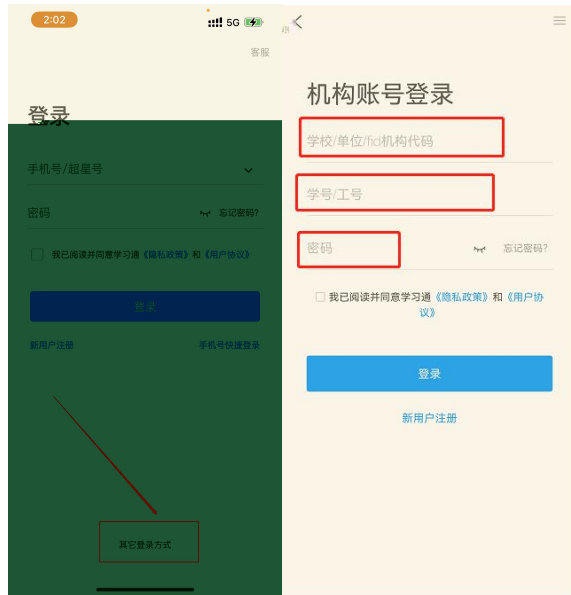 2:02
5G
客服
登录
手机号/超星号
密码
忘记密码?
我已阅读并同意学习通《隐私政策》和《用户协议》
登录
新用户注册
手机号快捷登录
其它登录方式
机构账号登录
学校/单位/fid机构代码
学号/工号
密码
忘记密码?
我已阅读并同意学习通《隐私政策》和《用户协
议》
登录
新用户注册